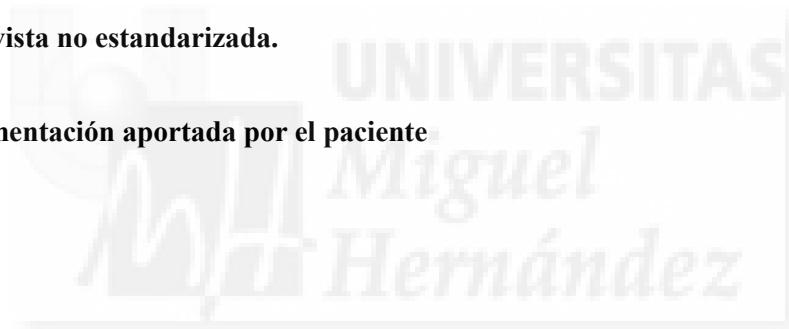 vista no estandarizada.
UNIVERSITAS
mentación aportada por el paciente
Miguel
Hernández